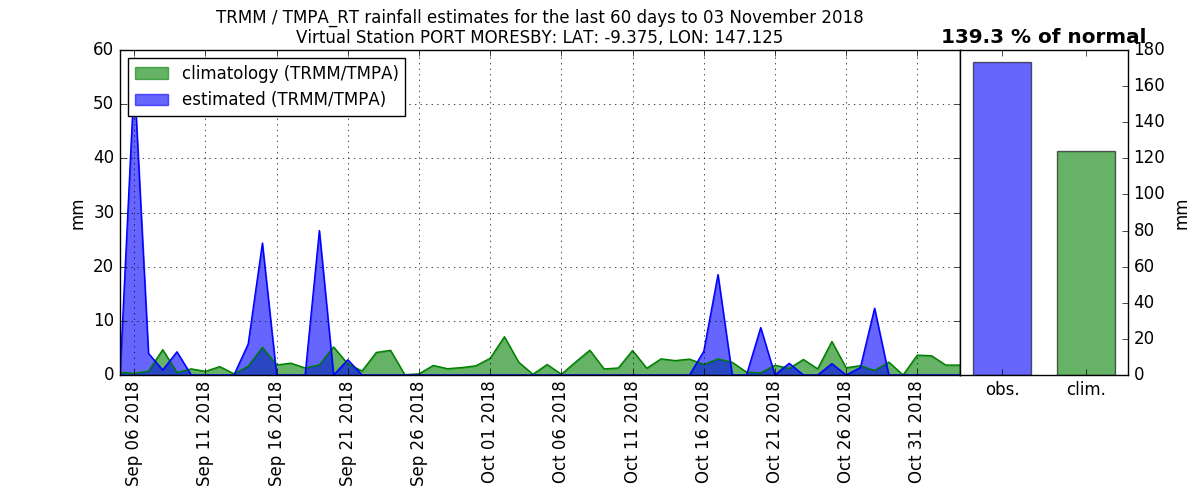 TRMM / TMPA_RT rainfall estimates for the last 60 days to 03 November 2018
Virtual Station PORT MORESBY: LAT: -9.375, LON: 147.125
139.3 % of normal
climatology (TRMM/TMPA)
estimated (TRMM/TMPA)
mm
60
50
40
30
20
10
0
Sep 06 2018
Sep 11 2018
Sep 16 2018
Sep 21 2018
Sep 26 2018
Oct 01 2018
Oct 06 2018
Oct 11 2018
Oct 16 2018
Oct 21 2018
Oct 26 2018
Oct 31 2018
obs.
clim.
180
160
140
120
100
80
60
40
20
0
mm